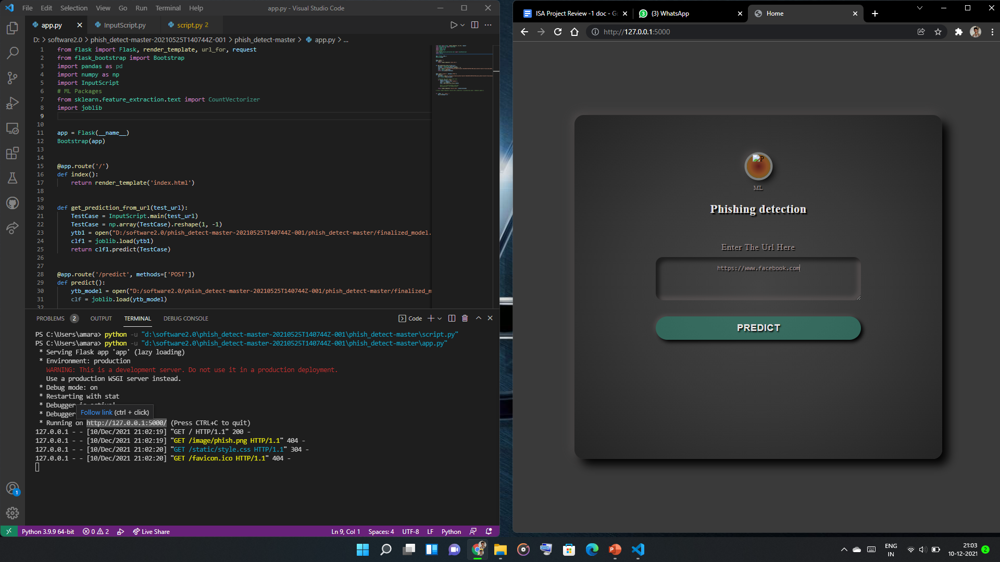 File Edit Selection View Go Run Terminal Help
app.py - Visual Studio Code
app.py
InputScript.py
script.py 2
D: > software2.0 > phish_detect-master-20210525T140744Z-001 > phish_detect-master > app.py > ...
1 from flask import Flask, render_template, url_for, request
2 from flask_bootstrap import Bootstrap
3 import pandas as pd
4 import numpy as np
5 import InputScript
6 # ML Packages
7 from sklearn.feature_extraction.text import CountVectorizer
8 import joblib
9
10
11 app = Flask(__name__)
12 Bootstrap(app)
13
14
15 @app.route('/')
16 def index():
17 return render_template('index.html')
18
19
20 def get_prediction_from_url(test_url):
21 TestCase = InputScript.main(test_url)
22 TestCase = np.array(TestCase).reshape(1, -1)
23 ytb1 = open("D:/software2.0/phish_detect-master-20210525T140744Z-001/phish_detect-master/finalized_model.
24 clf1 = joblib.load(ytb1)
25 return clf1.predict(TestCase)
26
27
28 @app.route('/predict', methods=['POST'])
29 def predict():
30 ytb_model = open("D:/software2.0/phish_detect-master-20210525T140744Z-001/phish_detect-master/finalized_m
31 clf = joblib.load(ytb_model)
32
PROBLEMS 2 OUTPUT TERMINAL DEBUG CONSOLE
Code
PS C:\Users\amara> python -u "d:\software2.0\phish_detect-master-20210525T140744Z-001\phish_detect-master\script.py"
PS C:\Users\amara> python -u "d:\software2.0\phish_detect-master-20210525T140744Z-001\phish_detect-master\app.py"
* Serving Flask app 'app' (lazy loading)
* Environment: production
WARNING: This is a development server. Do not use it in a production deployment.
Use a production WSGI server instead.
* Debug mode: on
* Restarting with stat
* Debugger
* Debugger
Follow link (ctrl + click)
* Running on http://127.0.0.1:5000/ (Press CTRL+C to quit)
127.0.0.1 - - [10/Dec/2021 21:02:19] "GET / HTTP/1.1" 200 -
127.0.0.1 - - [10/Dec/2021 21:02:19] "GET /image/phish.png HTTP/1.1" 404 -
127.0.0.1 - - [10/Dec/2021 21:02:20] "GET /static/style.css HTTP/1.1" 304 -
127.0.0.1 - - [10/Dec/2021 21:02:20] "GET /favicon.ico HTTP/1.1" 404 -
1
Python 3.9.9 64-bit 0 2 Live Share
Ln 9, Col 1 Spaces: 4 UTF-8 LF Python
ISA Project Review -1 doc - G
3 (3) WhatsApp
Home
http://127.0.0.1:5000
P
ML
Phishing detection
Enter The Url Here
https://www.facebook.com
PREDICT
ENG
IN
21:03
10-12-2021
2